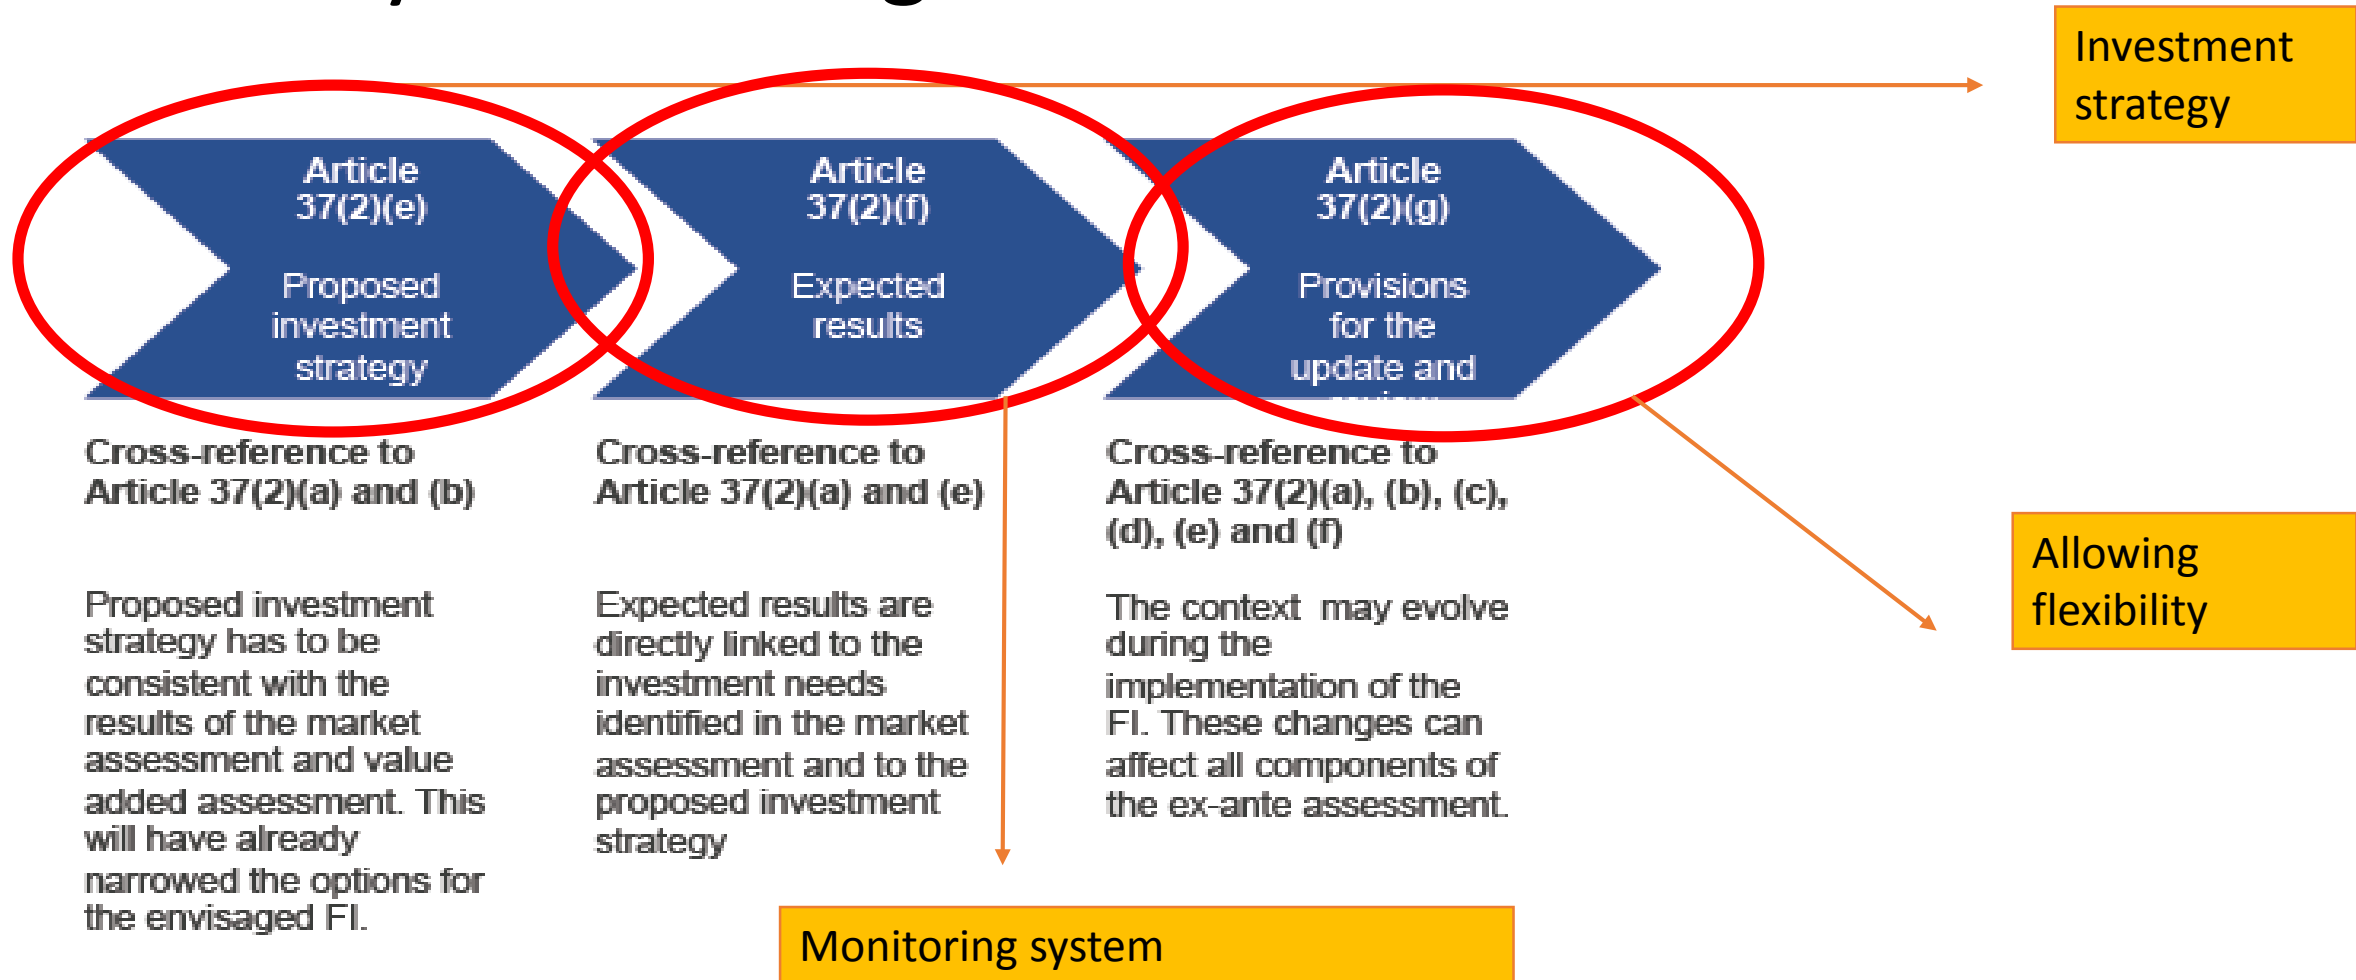 Investment
strategy
Article
37(2)(e)
Proposed
investment
strategy
Article
37(2)(f)
Expected
results
Article
37(2)(g)
Provisions
for the
update and
Cross-reference to
Article 37(2)(a) and (b)
Cross-reference to
Article 37(2)(a) and (e)
Cross-reference to
Article 37(2)(a), (b), (c),
(d), (e) and (f)
Proposed investment
strategy has to be
consistent with the
results of the market
assessment and value
added assessment. This
will have already
narrowed the options for
the envisaged FI.
Expected results are
directly linked to the
investment needs
identified in the market
assessment and to the
proposed investment
strategy
The context may evolve
during the
implementation of the
FI. These changes can
affect all components of
the ex-ante assessment.
Allowing
flexibility
Monitoring system